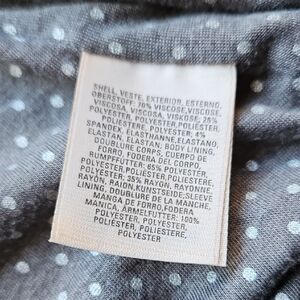 SHELL, VESTE, EXTERIOR, ESTERNO,
OBERSTOFF: 70% VISCOSE, VISCOSE,
VISCOSA, VISCOSA, VISKOSE, 26%
POLYESTER, POLYESTER, POLIÉSTER,
POLIESTERE, POLYESTER; 4%
SPANDEX, ELASTHANNE, ELASTANO,
ELASTAN, ELASTAN; BODY LINING,
DOUBLURE CORPS, CUERPO DE
FORRO, FODERA DEL CORPO,
RUMPFFUTTER: 65% POLYESTER,
POLYESTER, POLIÉSTER, POLIESTERE,
POLYESTER; 35% RAYON, RAYONNE,
RAYÓN, RAION, KUNSTSEIDE; SLEEVE
LINING, DOUBLURE DE LA MANCHE,
MANGA DE FORRO, FODERA
MANICA, ÄRMELFUTTER: 100%
POLYESTER, POLYESTER,
POLIÉSTER, POLIESTERE,
POLYESTER